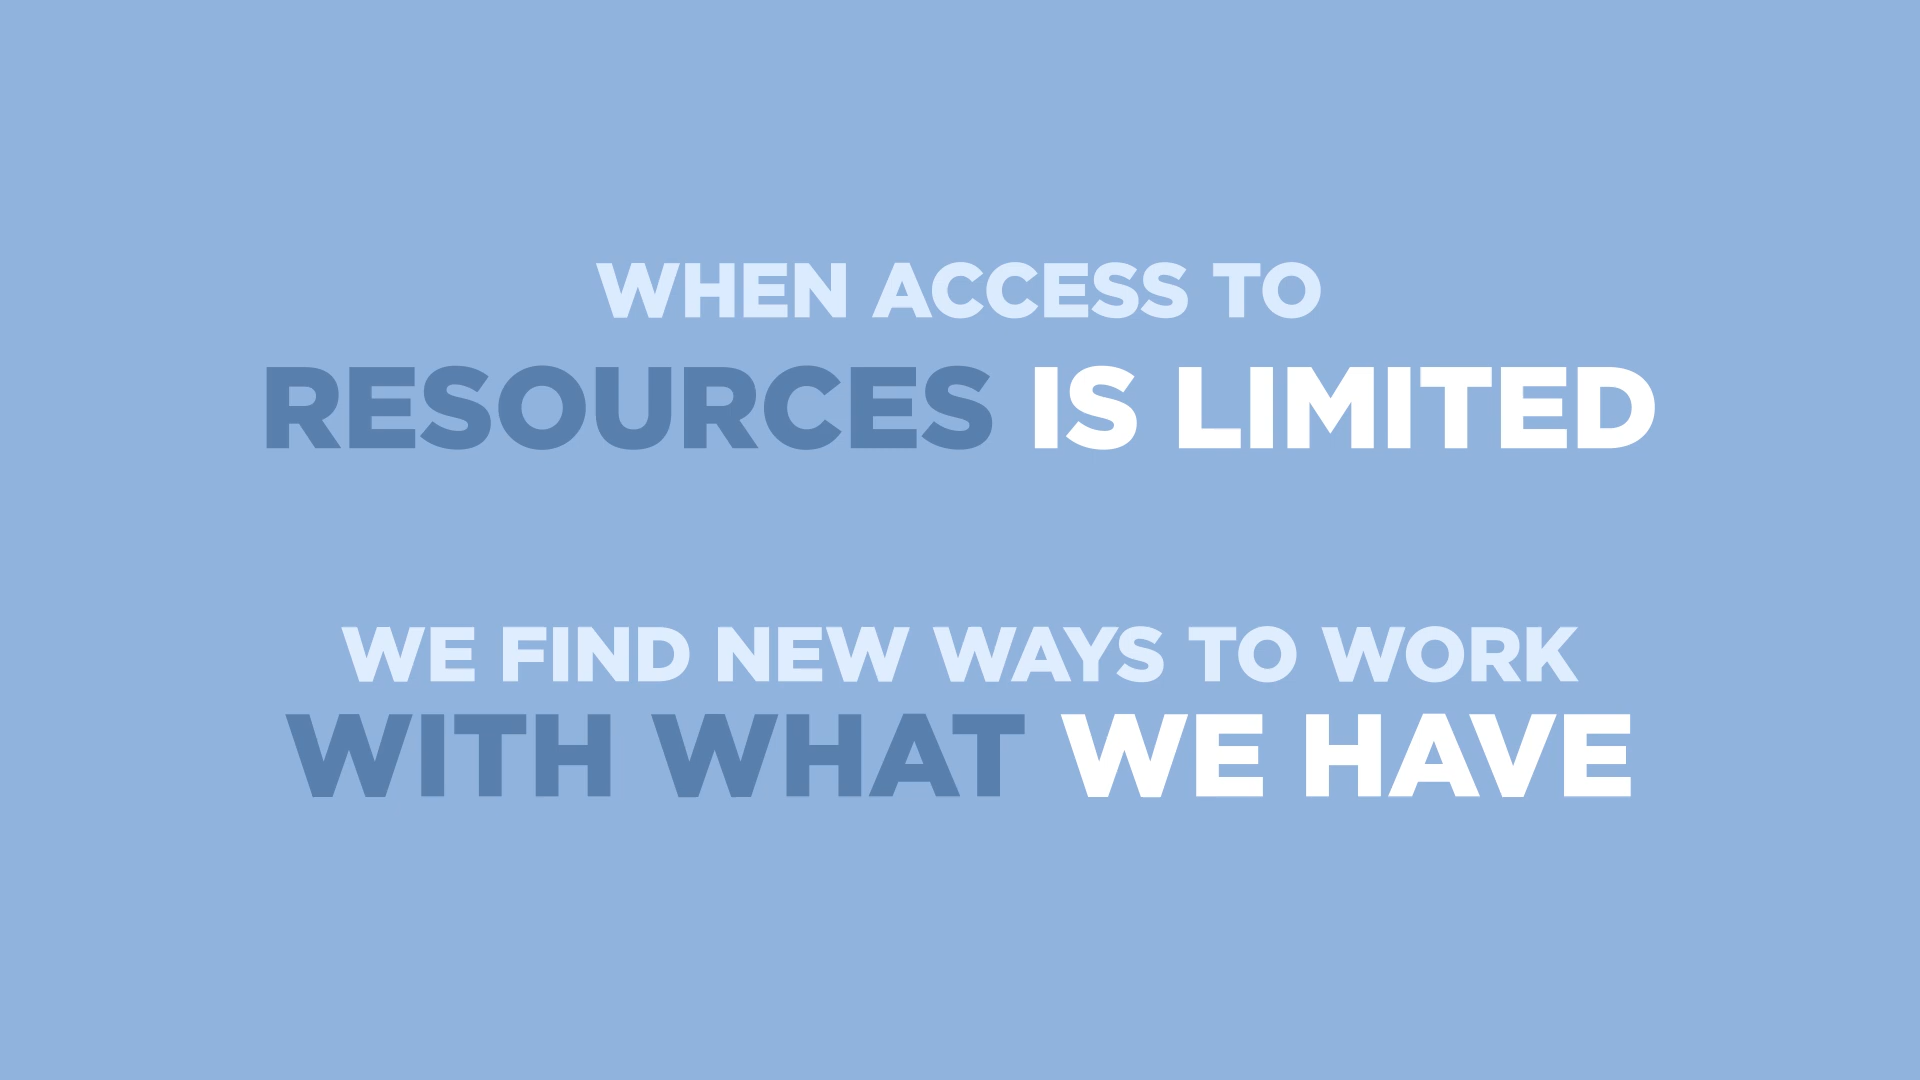 WHEN ACCESS TO
RESOURCES IS LIMITED
WE FIND NEW WAYS TO WORK
WITH WHAT WE HAVE